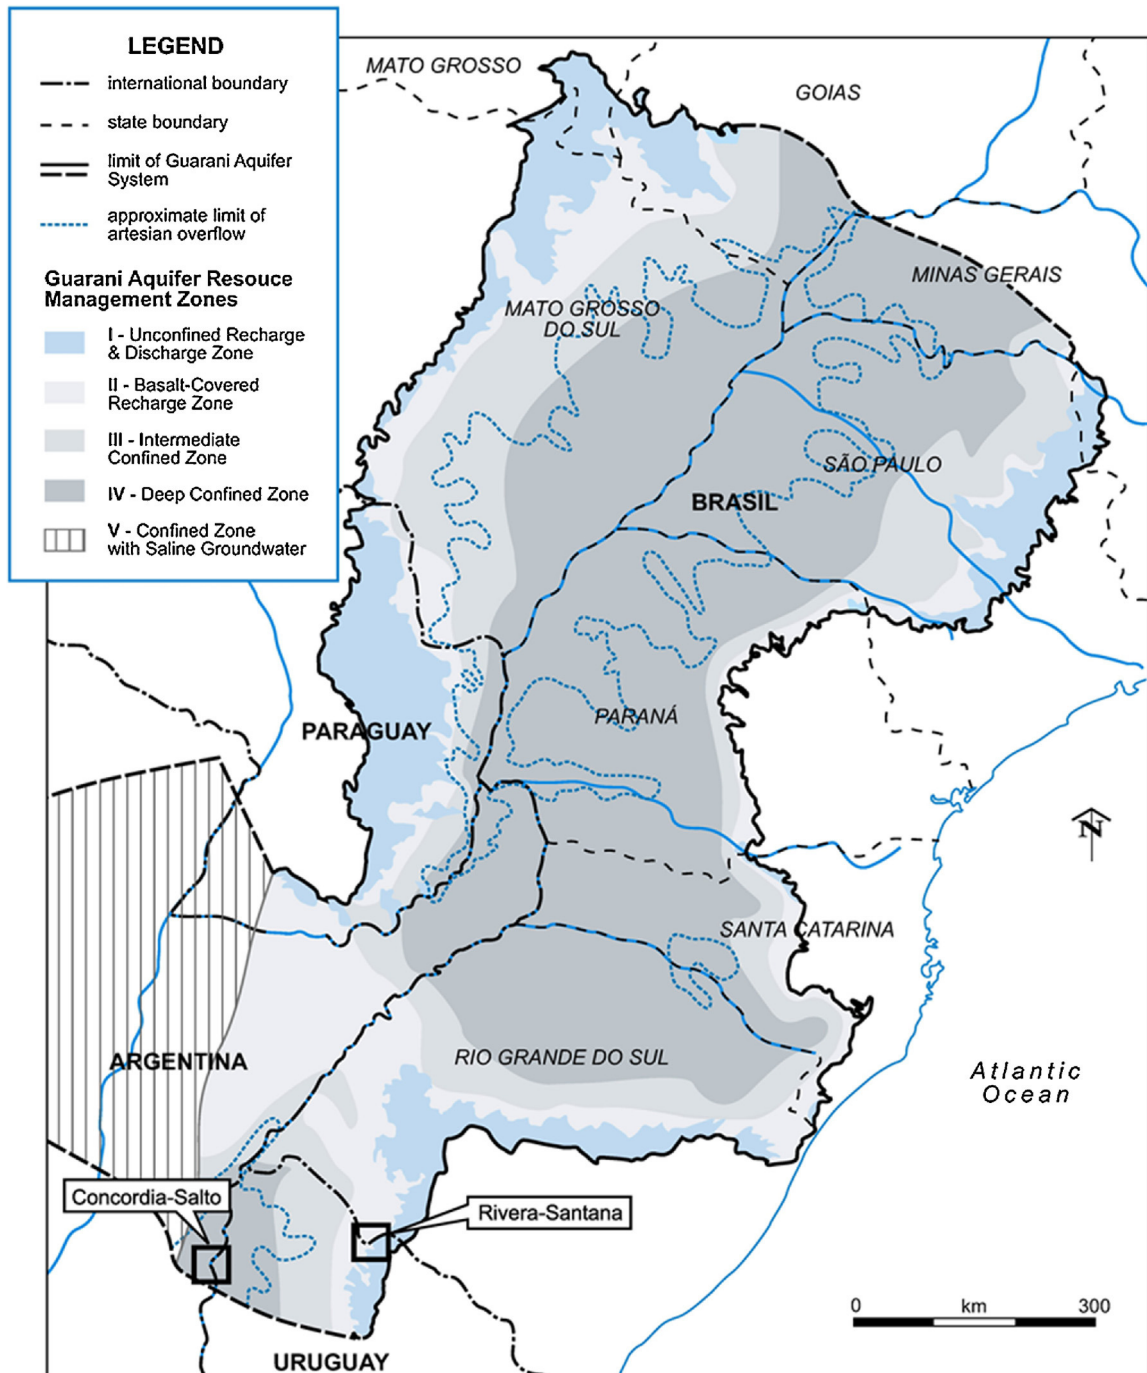 LEGEND
international boundary
state boundary
limit of Guarani Aquifer
System
approximate limit of
artesian overflow
Guarani Aquifer Resouce
Management Zones
I - Unconfined Recharge
& Discharge Zone
II - Basalt-Covered
Recharge Zone
III - Intermediate
Confined Zone
IV - Deep Confined Zone
V - Confined Zone
with Saline Groundwater
MATO GROSSO
GOIAS
MINAS GERAIS
MATO GROSSO
DO SUL
SÃO PAULO
BRASIL
PARANÁ
PARAGUAY
N
SANTA CATARINA
ARGENTINA
RIO GRANDE DO SUL
Atlantic
Ocean
Concordia-Salto
Rivera-Santana
0 km 300
URUGUAY